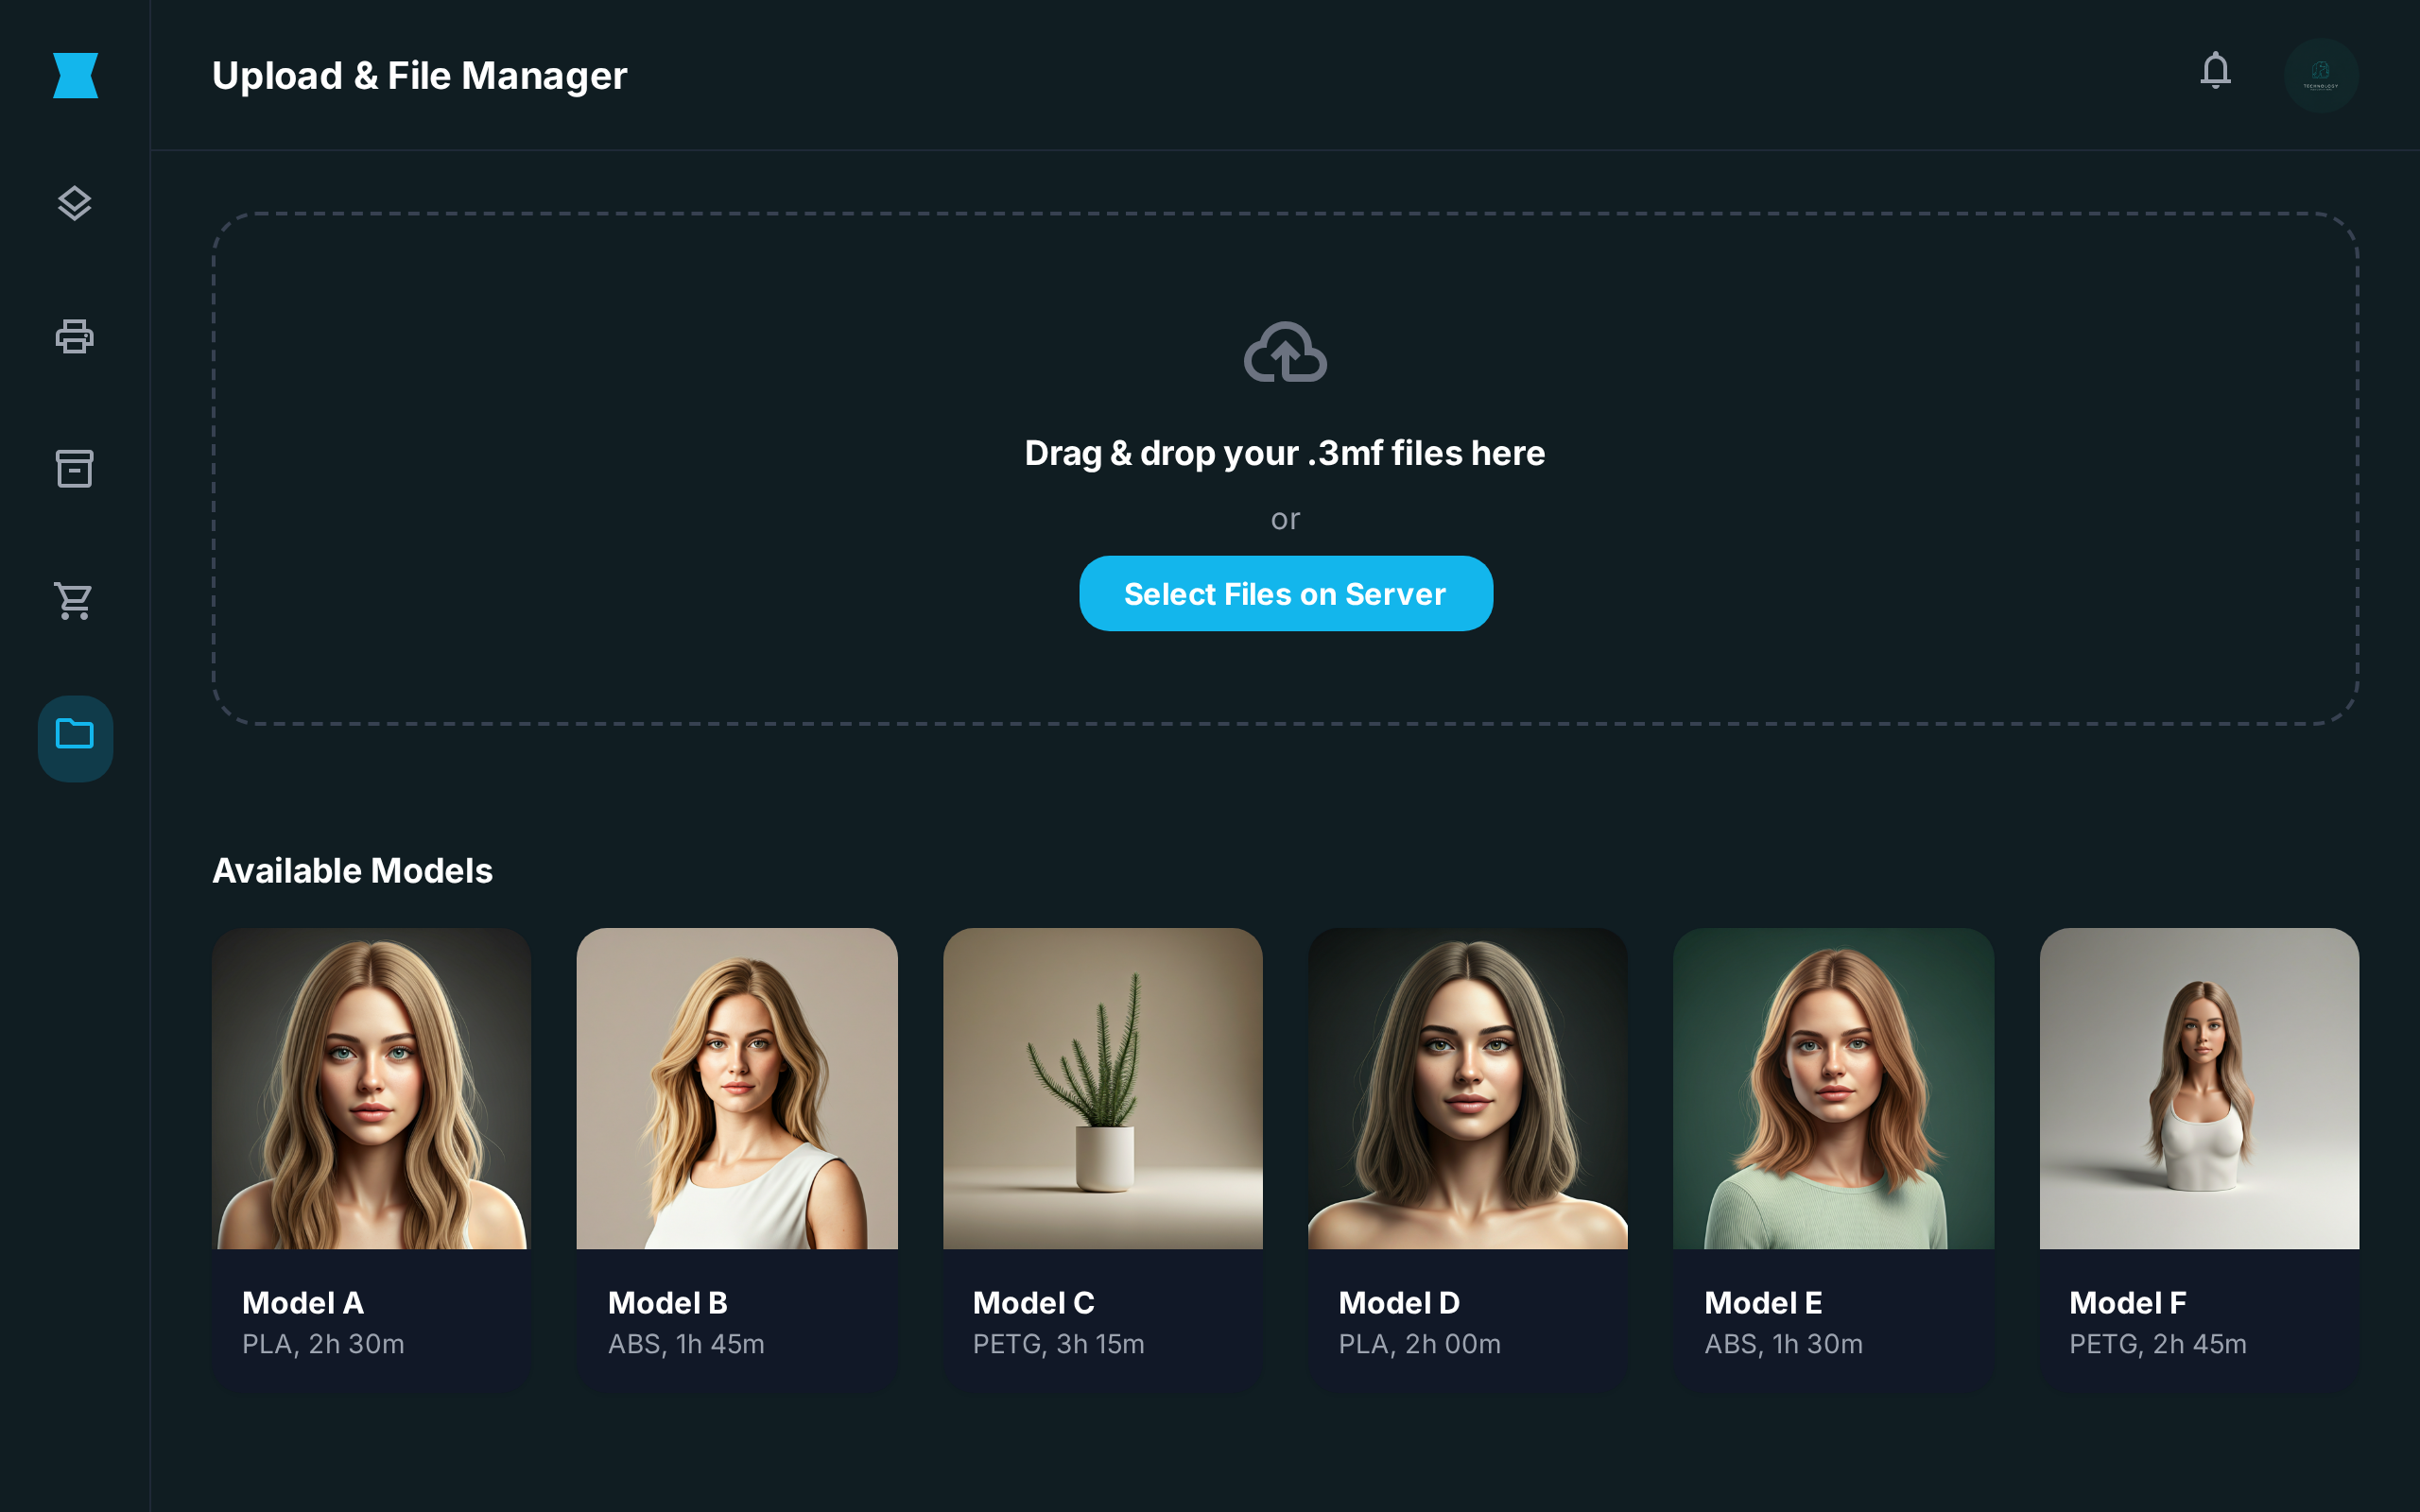 Upload & File Manager
TECHNOLOGY
Drag & drop your .3mf files here
or
Select Files on Server
Available Models
Model A
PLA, 2h 30m
Model B
ABS, 1h 45m
Model C
PETG, 3h 15m
Model D
PLA, 2h 00m
Model E
ABS, 1h 30m
Model F
PETG, 2h 45m